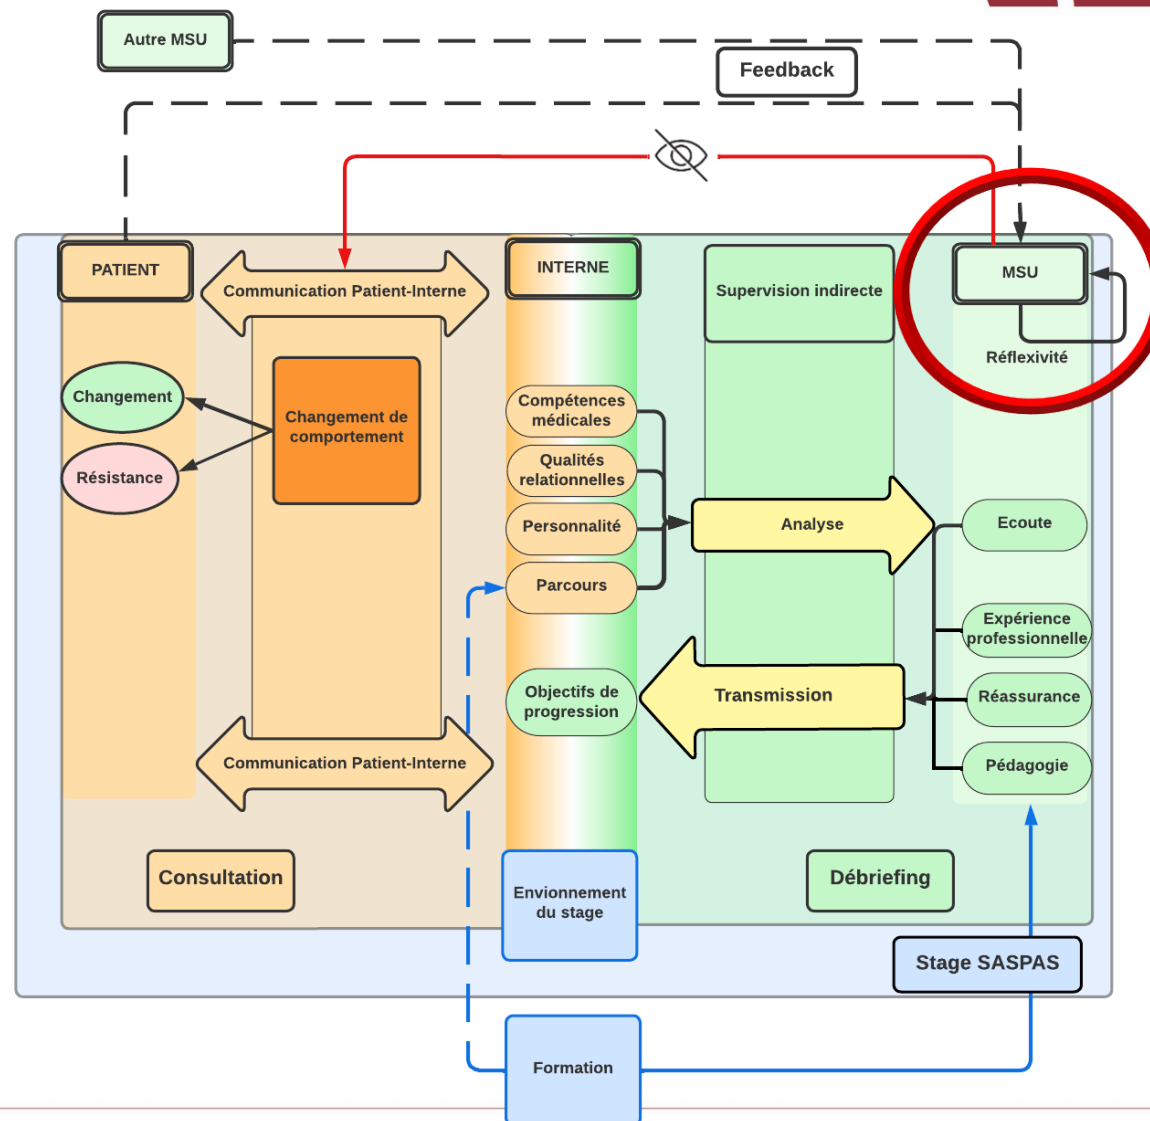 Autre MSU
Feedback
PATIENT
Communication Patient-Interne
INTERNE
Supervision indirecte
MSU
Réflexivité
Changement
Résistance
Changement de
comportement
Compétences
médicales
Qualités
relationnelles
Personnalité
Parcours
Analyse
Ecoute
Expérience
professionnelle
Objectifs de
progression
Transmission
Réassurance
Pédagogie
Communication Patient-Interne
Consultation
Envionnement
du stage
Débriefing
Stage SASPAS
Formation